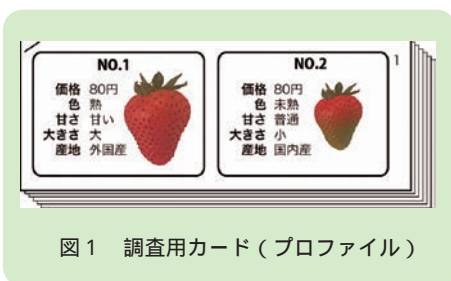 NO.1
価格 80円
色 熟
甘さ 甘い
大きさ 大
産地 外国産
NO.2
価格 80円
色 未熟
甘さ 普通
大きさ 小
産地 国内産
1
図1 調査用カード(プロファイル)